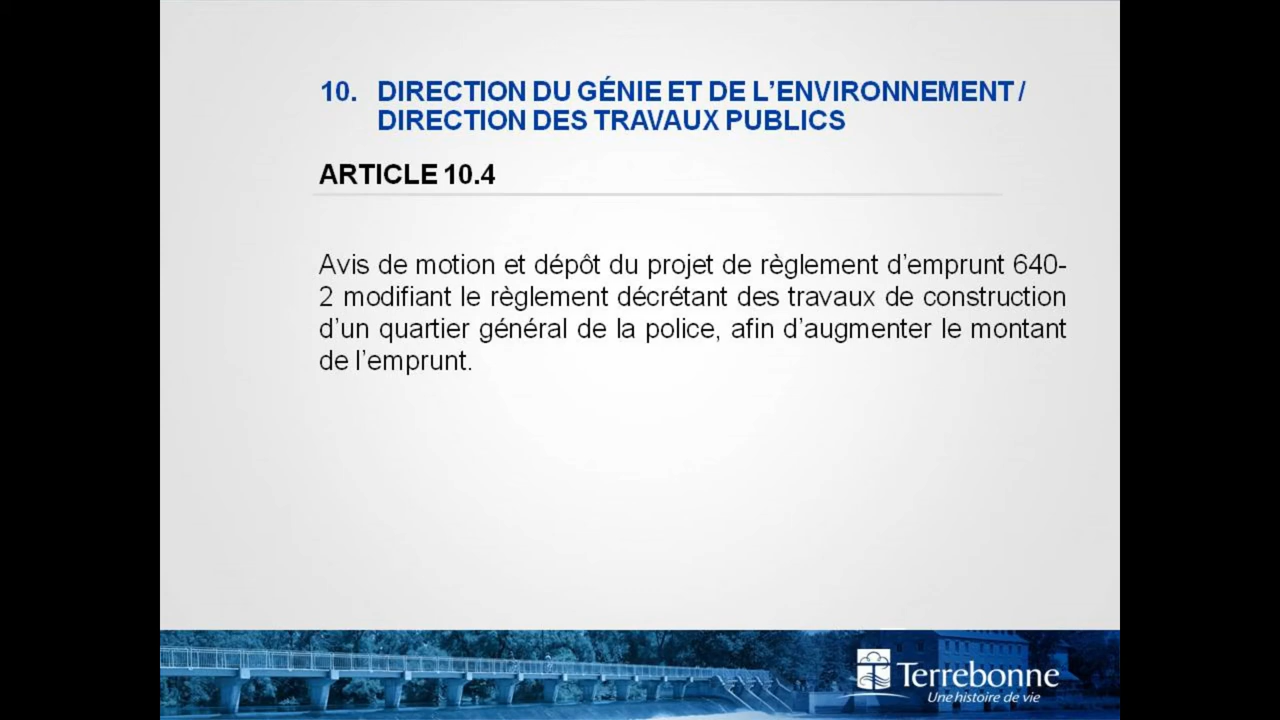 10. DIRECTION DU GÉNIE ET DE L’ENVIRONNEMENT /
DIRECTION DES TRAVAUX PUBLICS
ARTICLE 10.4
Avis de motion et dépôt du projet de règlement d’emprunt 640-
2 modifiant le règlement décrétant des travaux de construction
d’un quartier général de la police, afin d’augmenter le montant
de l’emprunt.
Terrebonne
Une histoire de vie